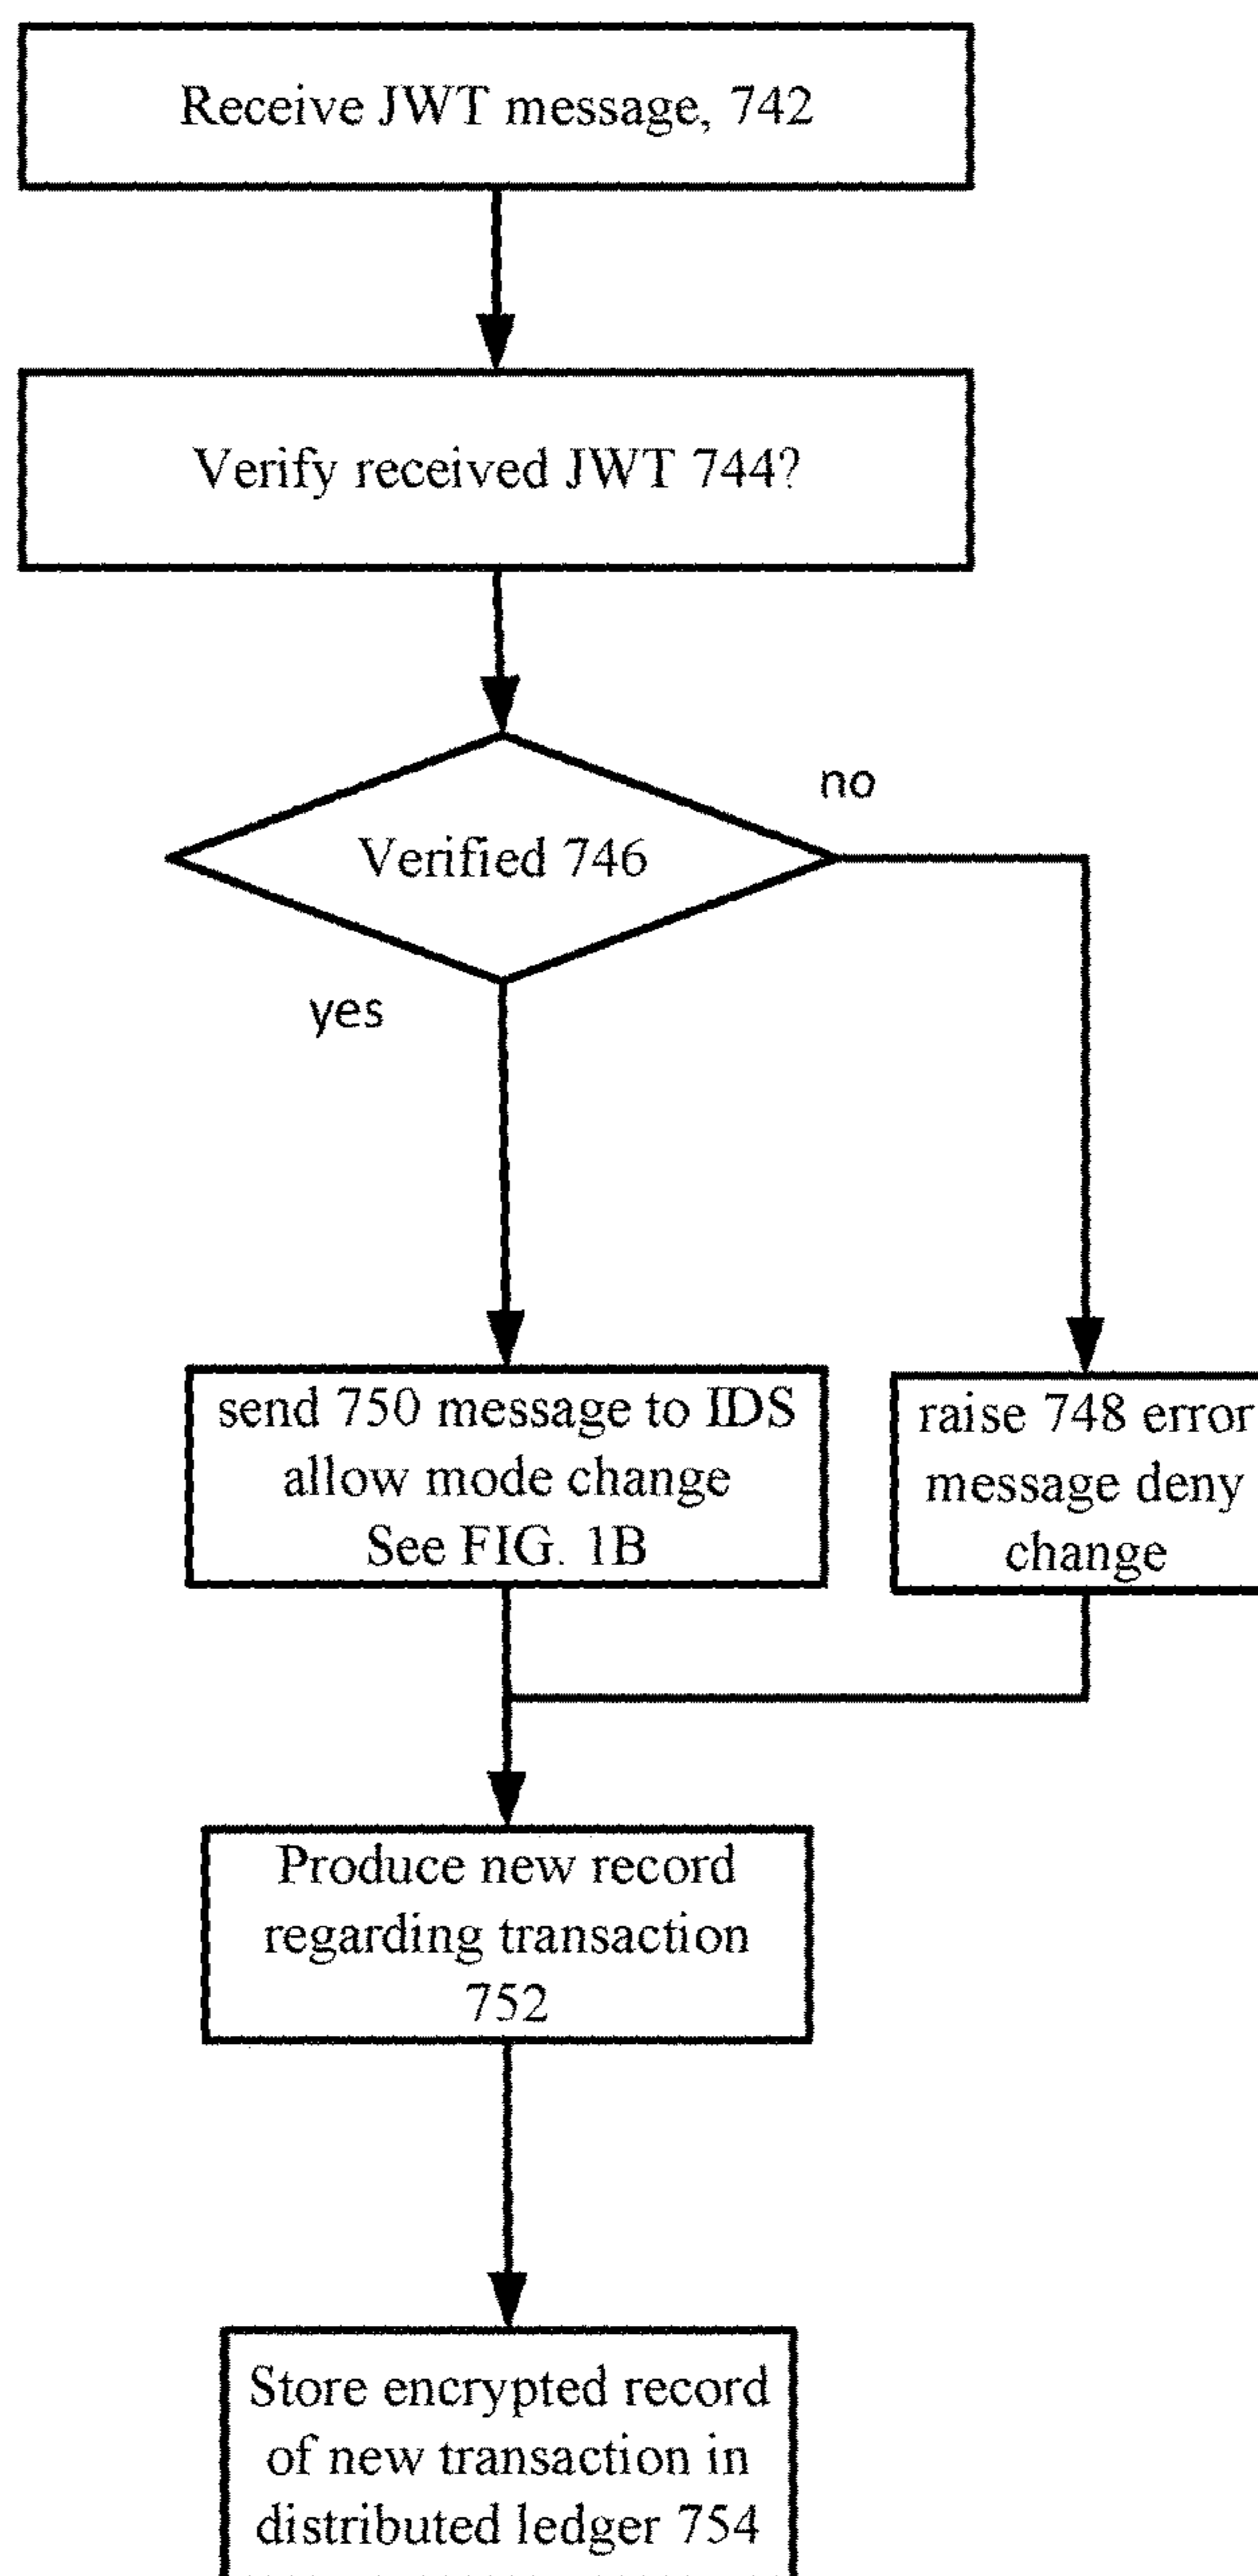 Receive JWT message, 742
Verify received JWT 744?
Verified 746
no
yes
send 750 message to IDS
allow mode change
See FIG. 1B
raise 748 error
message deny
change
Produce new record
regarding transaction
752
Store encrypted record
of new transaction in
distributed ledger 754